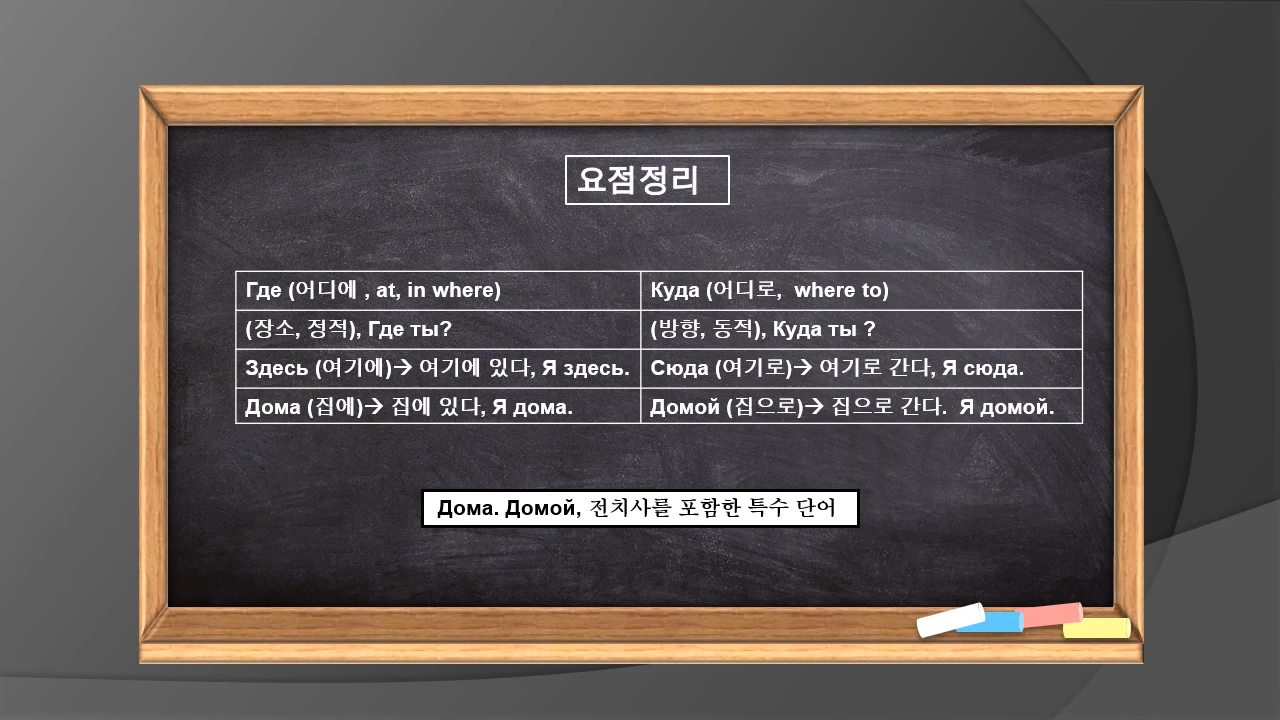 요점정리
Где (어디에 , at, in where)
Куда (어디로,  where to)
(장소, 정적), Где ты?
(방향, 동적), Куда ты ?
Здесь (여기에)→ 여기에 있다, Я здесь.
Сюда (여기로)→ 여기로 간다, Я сюда.
Дома (집에)→ 집에 있다, Я дома.
Домой (집으로)→ 집으로 간다.  Я домой.
Дома. Домой, 전치사를 포함한 특수 단어